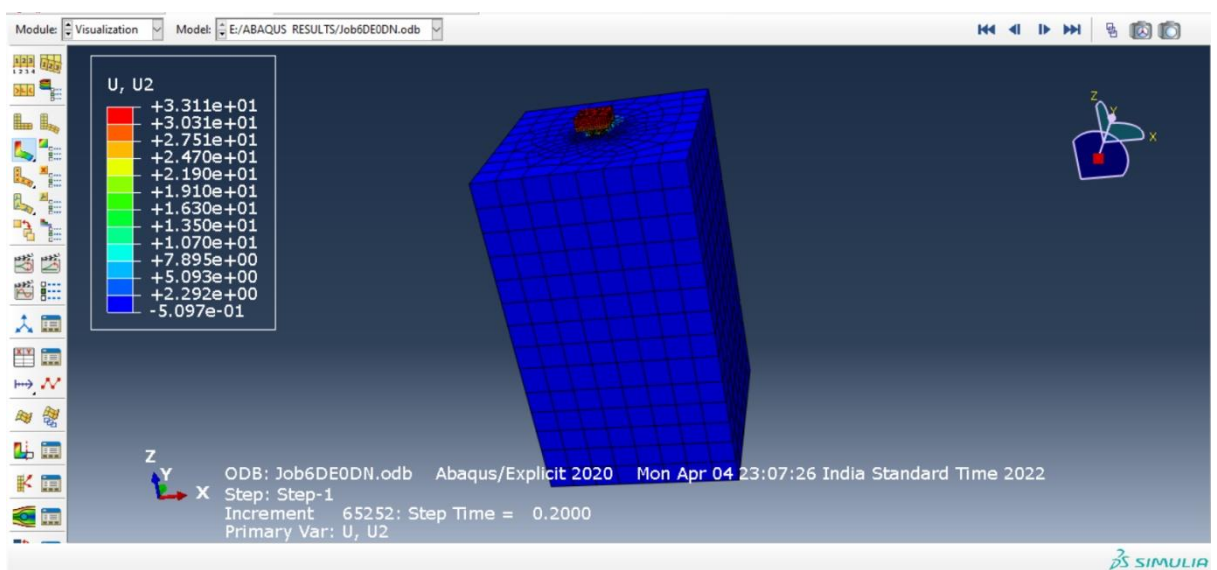 Module: Visualization Model: E:/ABAQUS RESULTS/Job6DE0DN.odb
U, U2
+3.311e+01
+3.031e+01
+2.751e+01
+2.470e+01
+2.190e+01
+1.910e+01
+1.630e+01
+1.350e+01
+1.070e+01
+7.895e+00
+5.093e+00
+2.292e+00
-5.097e-01
Z
Y
X
Z
Y
X
ODB: Job6DE0DN.odb Abaqus/Explicit 2020 Mon Apr 04 23:07:26 India Standard Time 2022
Step: Step-1
Increment 65252: Step Time = 0.2000
Primary Var: U, U2
SIMULIA